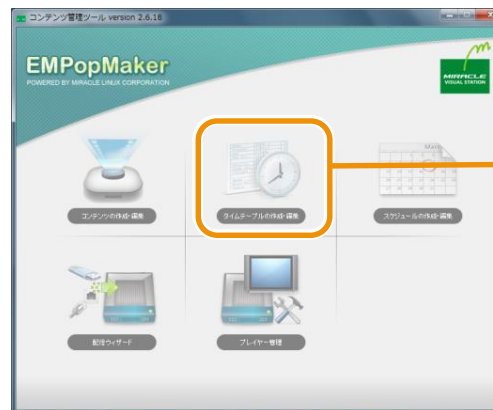 コンテンツ管理ツール version 2.6.18
EMPopMaker
POWERED BY MIRACLE LINUX CORPORATION
m
MIRACLE
VISUAL STATION
コンテンツの作成・編集
タイムテーブルの作成・編集
スケジュールの作成・編集
配信ウィザード
プレイヤー管理